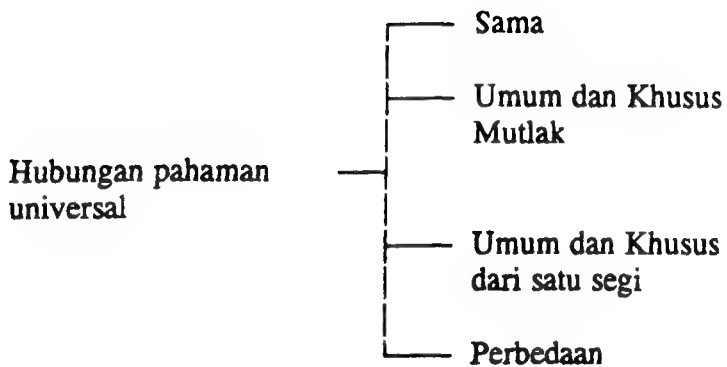 Sama
Umum dan Khusus
Mutlak
Hubungan pahaman
universal
Umum dan Khusus
dari satu segi
Perbedaan